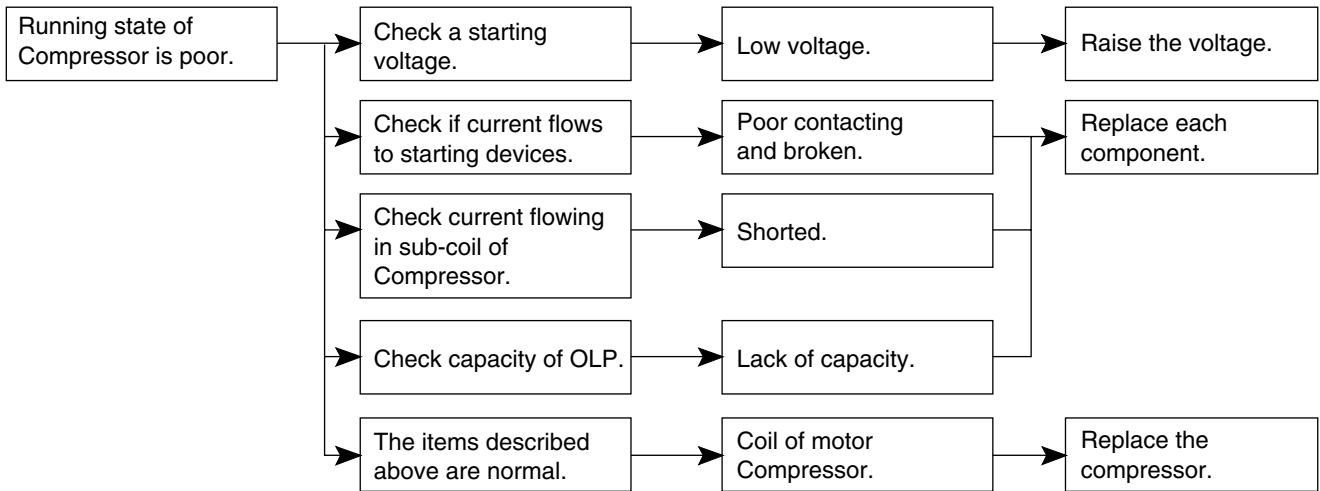 Running state of
Compressor is poor.
Check a starting
voltage.
Low voltage.
Raise the voltage.
Check if current flows
to starting devices.
Poor contacting
and broken.
Replace each
component.
Check current flowing
in sub-coil of
Compressor.
Shorted.
Check capacity of OLP.
Lack of capacity.
The items described
above are normal.
Coil of motor
Compressor.
Replace the
compressor.